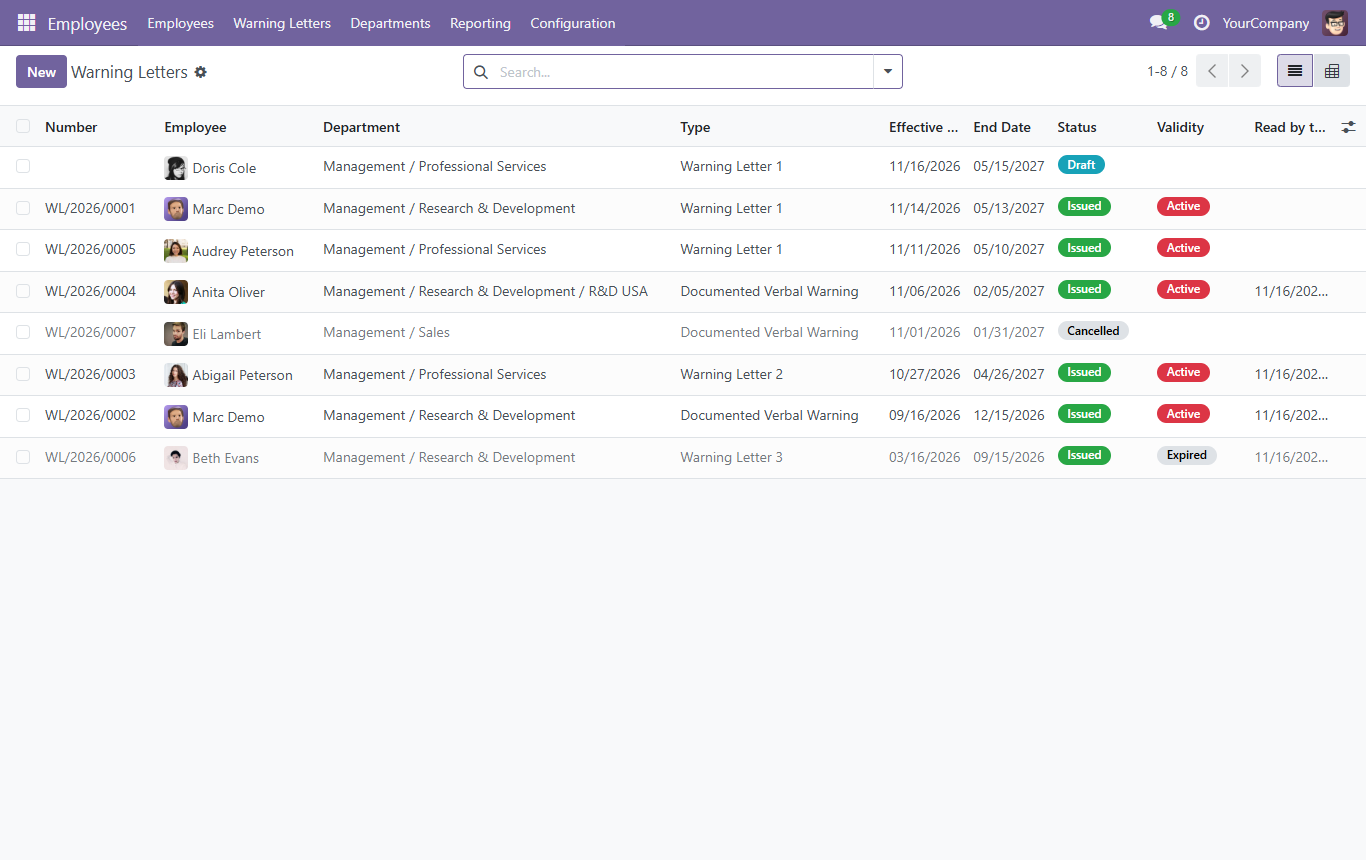 Employees Employees Warning Letters Departments Reporting Configuration 8 YourCompany
New Warning Letters Search... 1-8 / 8
Number Employee Department Type Effective ... End Date Status Validity Read by t...
Doris Cole Management / Professional Services Warning Letter 1 11/16/2026 05/15/2027 Draft
WL/2026/0001 Marc Demo Management / Research & Development Warning Letter 1 11/14/2026 05/13/2027 Issued Active
WL/2026/0005 Audrey Peterson Management / Professional Services Warning Letter 1 11/11/2026 05/10/2027 Issued Active
WL/2026/0004 Anita Oliver Management / Research & Development / R&D USA Documented Verbal Warning 11/06/2026 02/05/2027 Issued Active 11/16/202...
WL/2026/0007 Eli Lambert Management / Sales Documented Verbal Warning 11/01/2026 01/31/2027 Cancelled
WL/2026/0003 Abigail Peterson Management / Professional Services Warning Letter 2 10/27/2026 04/26/2027 Issued Active 11/16/202...
WL/2026/0002 Marc Demo Management / Research & Development Documented Verbal Warning 09/16/2026 12/15/2026 Issued Active 11/16/202...
WL/2026/0006 Beth Evans Management / Research & Development Warning Letter 3 03/16/2026 09/15/2026 Issued Expired 11/16/202...